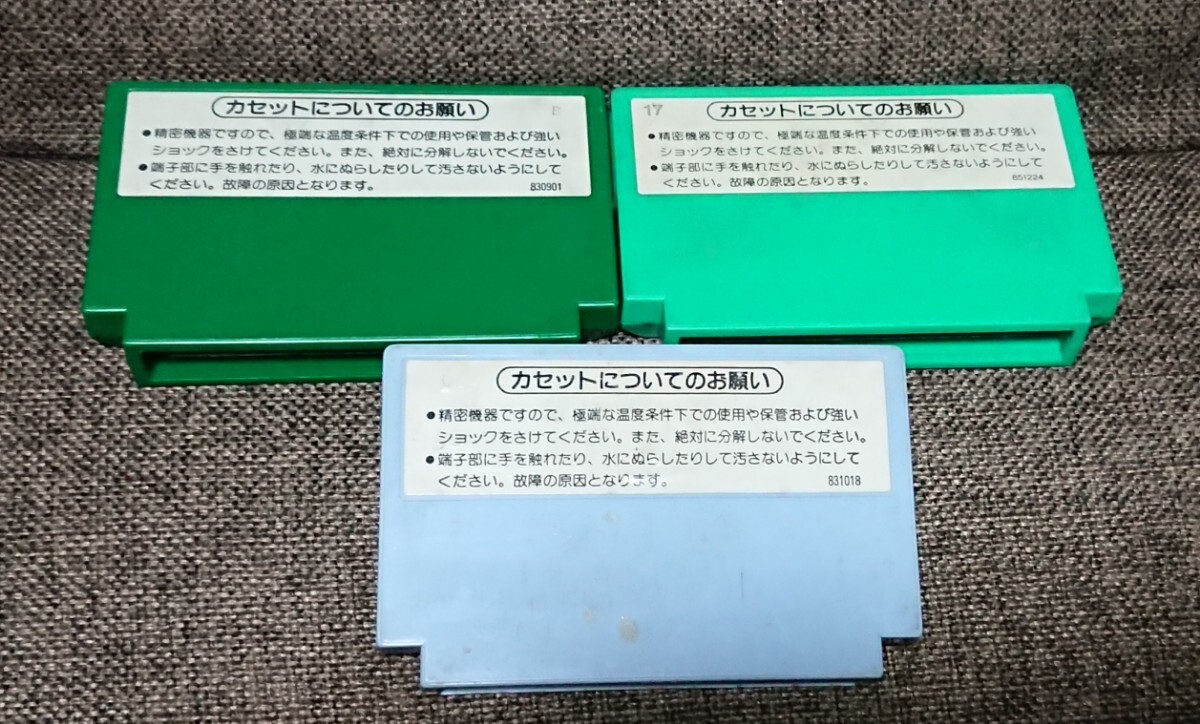 カセットについてのお願い
●精密機器ですので、極端な温度条件下での使用や保管および強い
ショックをさけてください。また、絶対に分解しないでください。
●端子部に手を触れたり、水にぬらしたりして汚さないようにして
ください。故障の原因となります。
830901
17
カセットについてのお願い
●精密機器ですので、極端な温度条件下での使用や保管および強い
ショックをさけてください。また、絶対に分解しないでください。
●端子部に手を触れたり、水にぬらしたりして汚さないようにして
ください。故障の原因となります。
851224
カセットについてのお願い
●精密機器ですので、極端な温度条件下での使用や保管および強い
ショックをさけてください。また、絶対に分解しないでください。
●端子部に手を触れたり、水にぬらしたりして汚さないようにして
ください。故障の原因となります。
831018